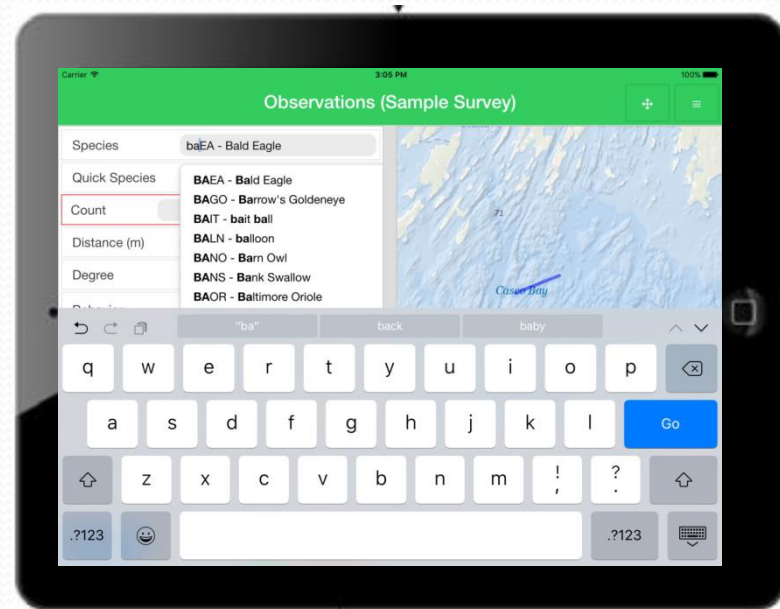 Carrier 3:05 PM 100%
Observations (Sample Survey)
Species baEA - Bald Eagle
Quick Species
Count
Distance (m)
Degree
BAEA - Bald Eagle
BAGO - Barrow's Goldeneye
BAIT - bait ball
BALN - balloon
BANO - Barn Owl
BANS - Bank Swallow
BAOR - Baltimore Oriole
71
Casco Bay
"ba" back baby
q w e r t y u i o p
a s d f g h j k l Go
z x c v b n m ! , ? .
.?123 .?123